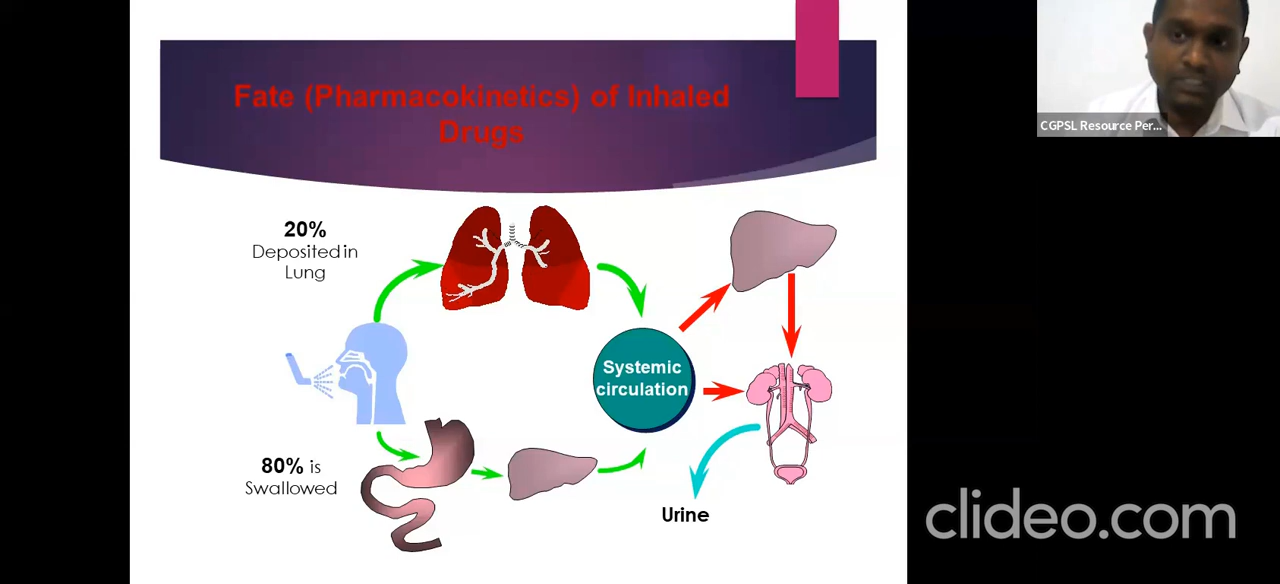 Fate (Pharmacokinetics) of Inhaled
Drugs
CGPSL Resource Per...
20%
Deposited in
Lung
Systemic
circulation
80% is
Swallowed
Urine
clideo.com